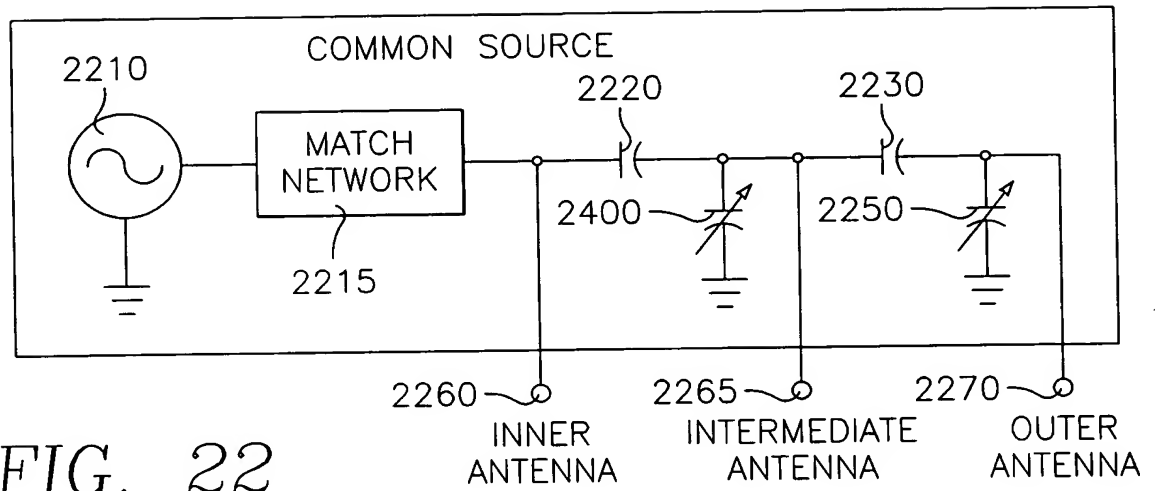 COMMON SOURCE
2210
2220
2230
MATCH
NETWORK
2400
2250
2215
2260
2265
2270
INNER
ANTENNA
INTERMEDIATE
ANTENNA
OUTER
ANTENNA
FIG. 22